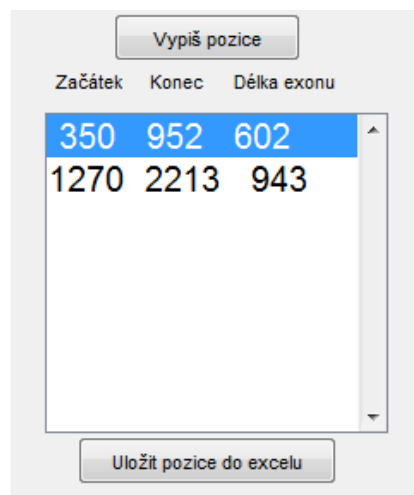 Vypiš pozice
Začátek Konec Délka exonu
350 952 602
1270 2213 943
Uložit pozice do excelu